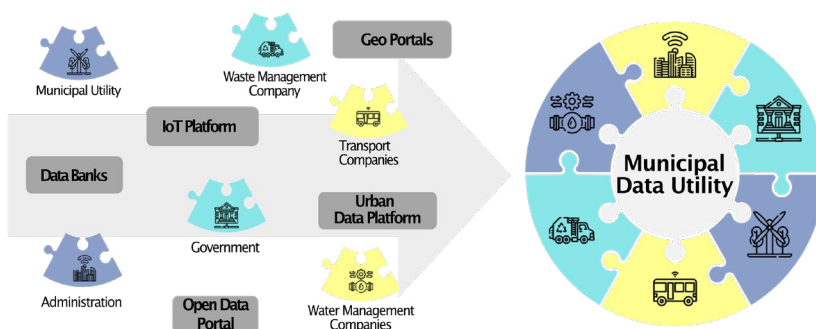 Geo Portals
Municipal Utility
Waste Management
Company
IoT Platform
Transport
Companies
Data Banks
Urban
Data Platform
Government
Administration
Open Data
Portal
Water Management
Companies
Municipal
Data Utility